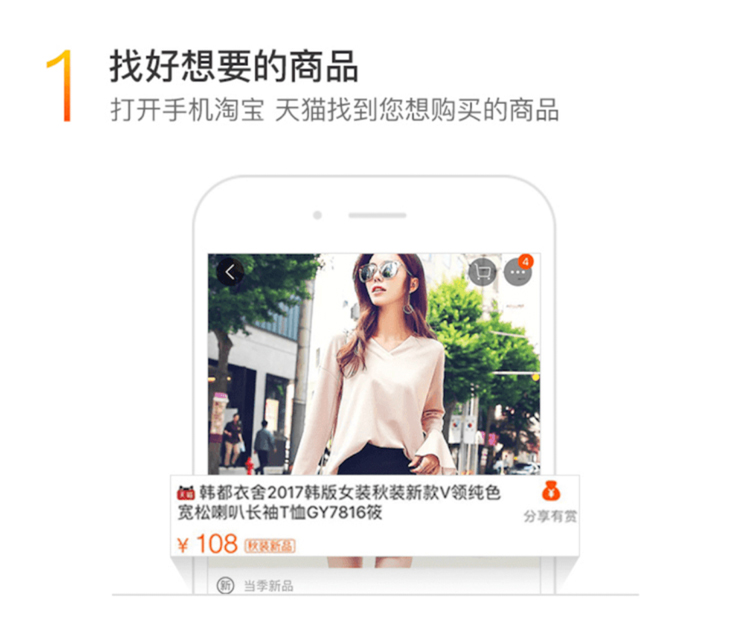 1 找好想要的商品
打开手机淘宝 天猫找到您想购买的商品
4
天猫 韩都衣舍2017韩版女装秋装新款V领纯色
宽松喇叭长袖T恤GY7816筱
分享有赏
¥ 108 秋装新品
新 当季新品